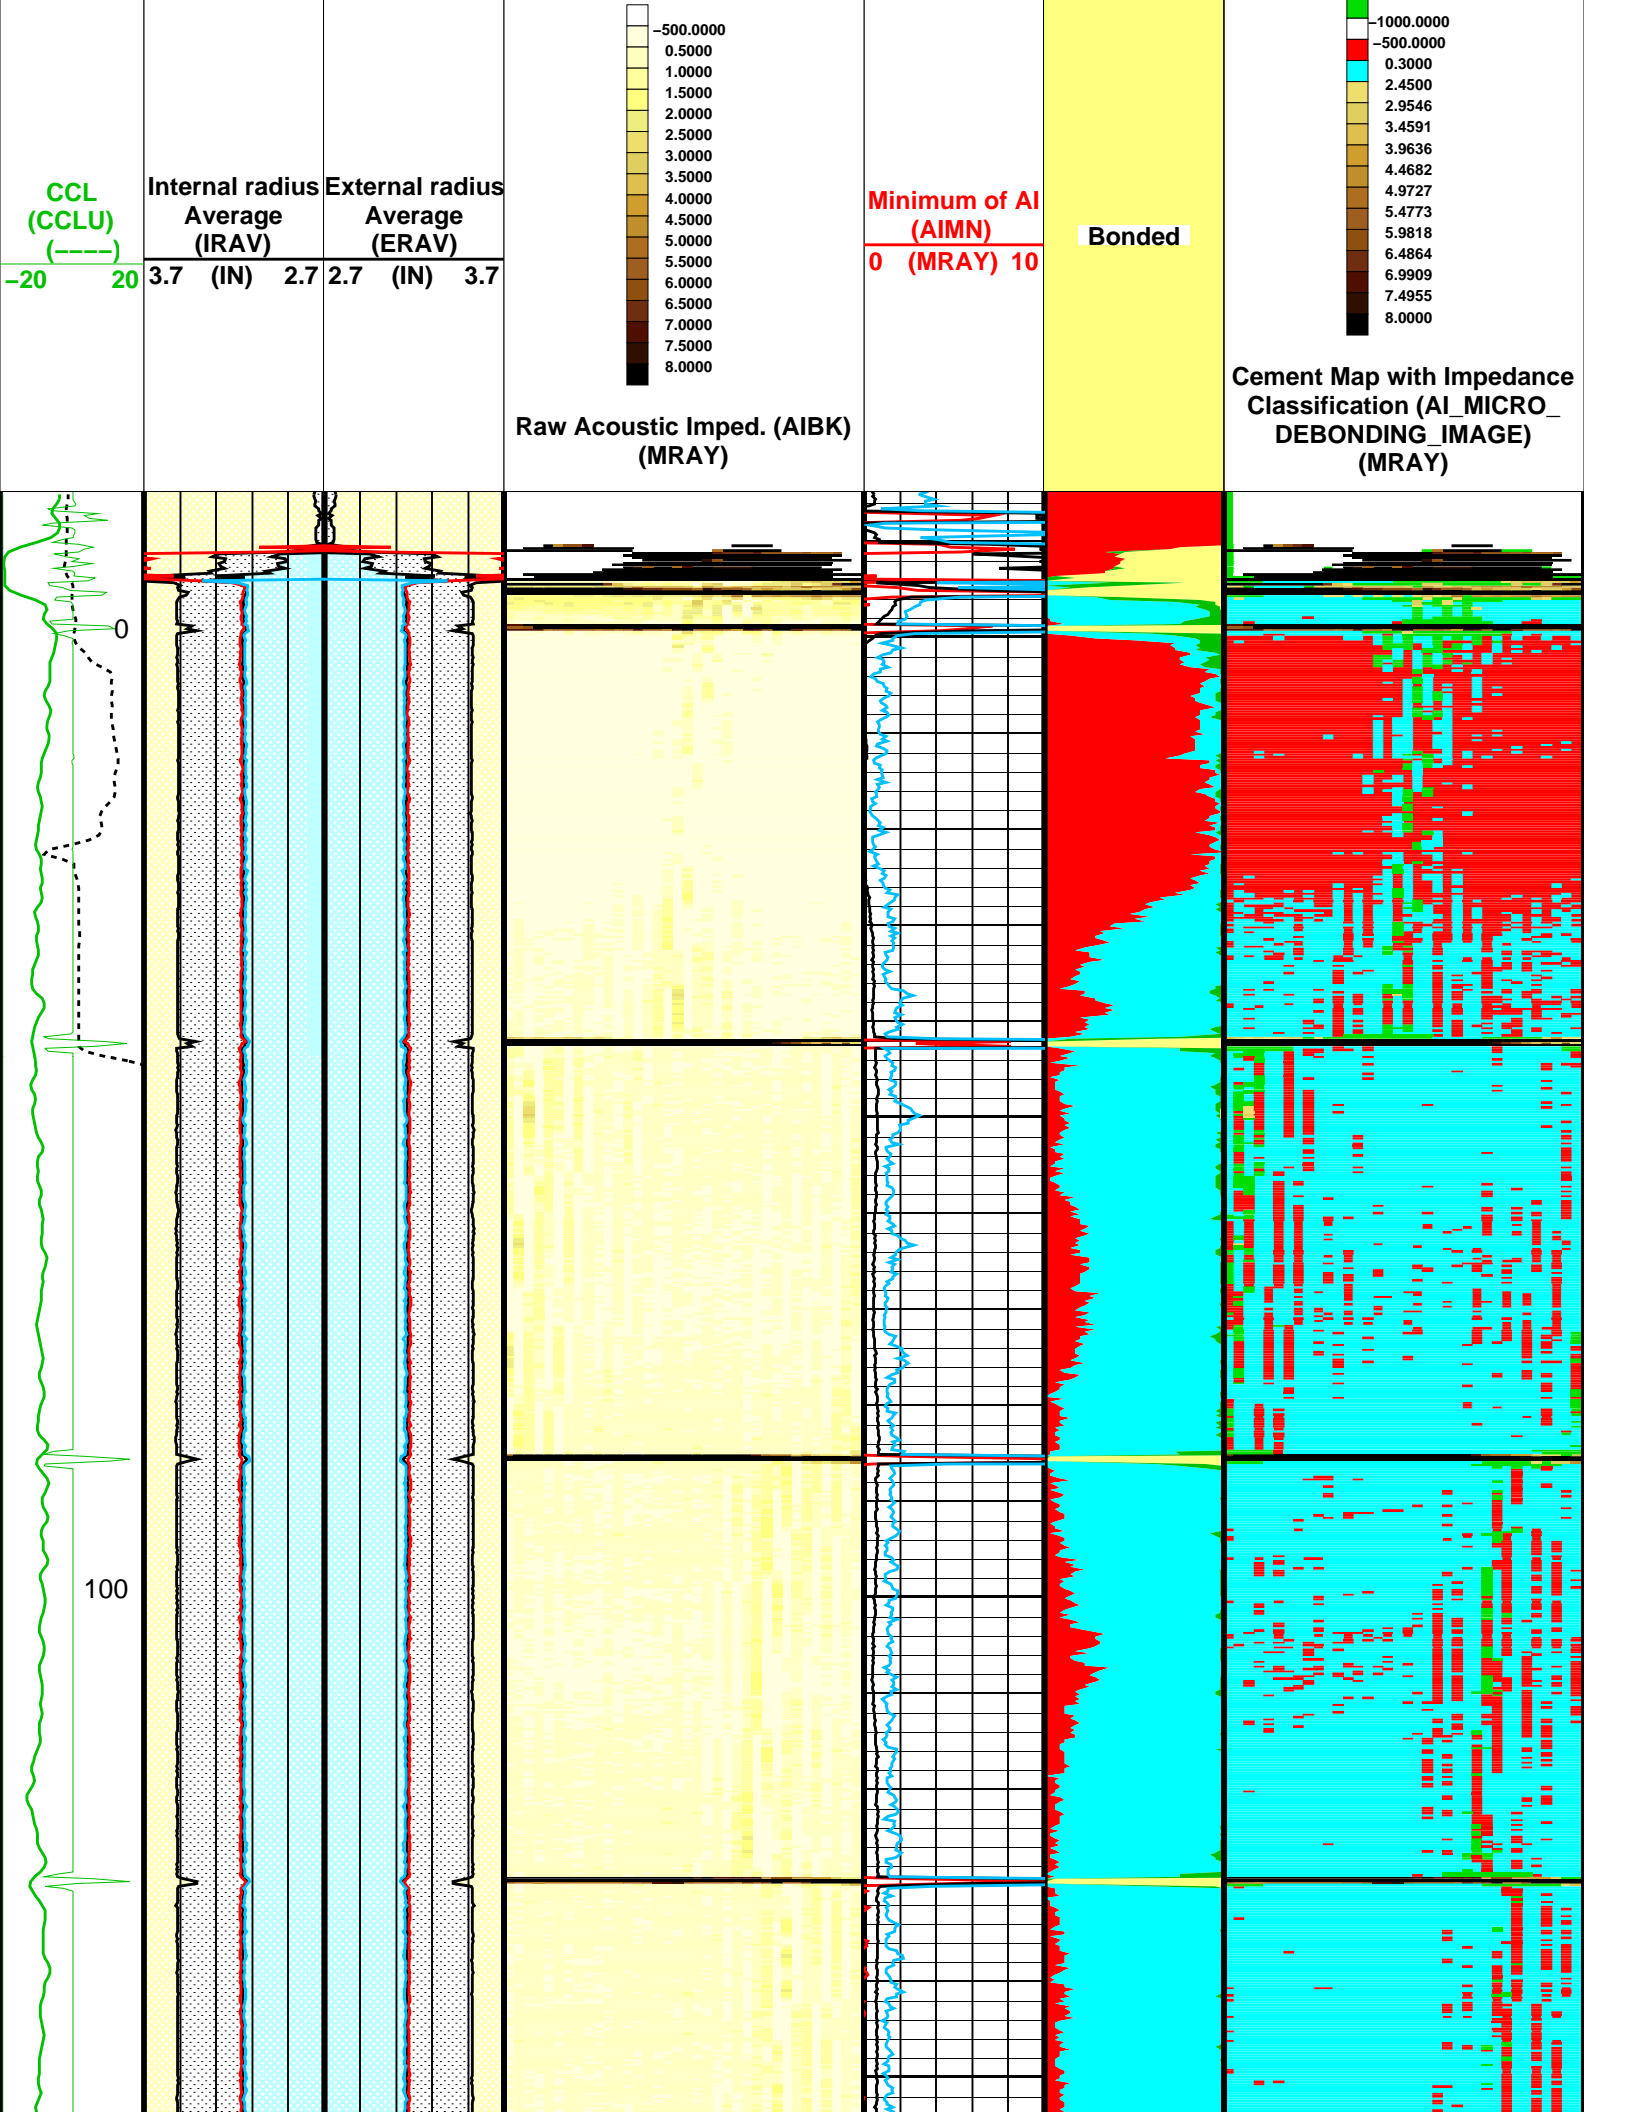 CCL
(CCLU)
(----)
-20 20
Internal radius
Average
(IRAV)
3.7 (IN) 2.7
External radius
Average
(ERAV)
2.7 (IN) 3.7
-500.0000
0.5000
1.0000
1.5000
2.0000
2.5000
3.0000
3.5000
4.0000
4.5000
5.0000
5.5000
6.0000
6.5000
7.0000
7.5000
8.0000
Raw Acoustic Imped. (AIBK)
(MRAY)
Minimum of AI
(AIMN)
0 (MRAY) 10
Bonded
-1000.0000
-500.0000
0.3000
2.4500
2.9546
3.4591
3.9636
4.4682
4.9727
5.4773
5.9818
6.4864
6.9909
7.4955
8.0000
Cement Map with Impedance
Classification (AI_MICRO_
DEBONDING_IMAGE)
(MRAY)
0
100